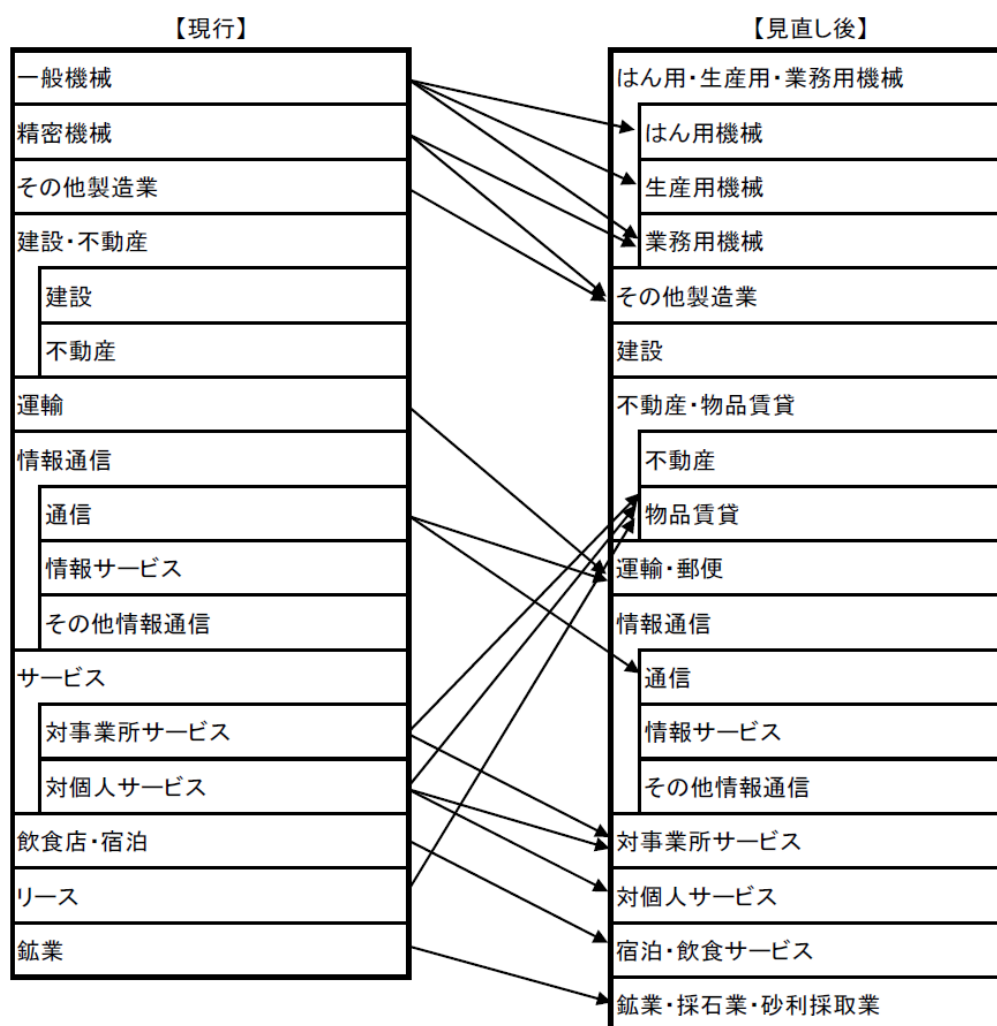 【現行】
一般機械
精密機械
その他製造業
建設・不動産
建設
不動産
運輸
情報通信
通信
情報サービス
その他情報通信
サービス
対事業所サービス
対個人サービス
飲食店・宿泊
リース
鉱業
【見直し後】
はん用・生産用・業務用機械
はん用機械
生産用機械
業務用機械
その他製造業
建設
不動産・物品賃貸
不動産
物品賃貸
運輸・郵便
情報通信
通信
情報サービス
その他情報通信
対事業所サービス
対個人サービス
宿泊・飲食サービス
鉱業・採石業・砂利採取業